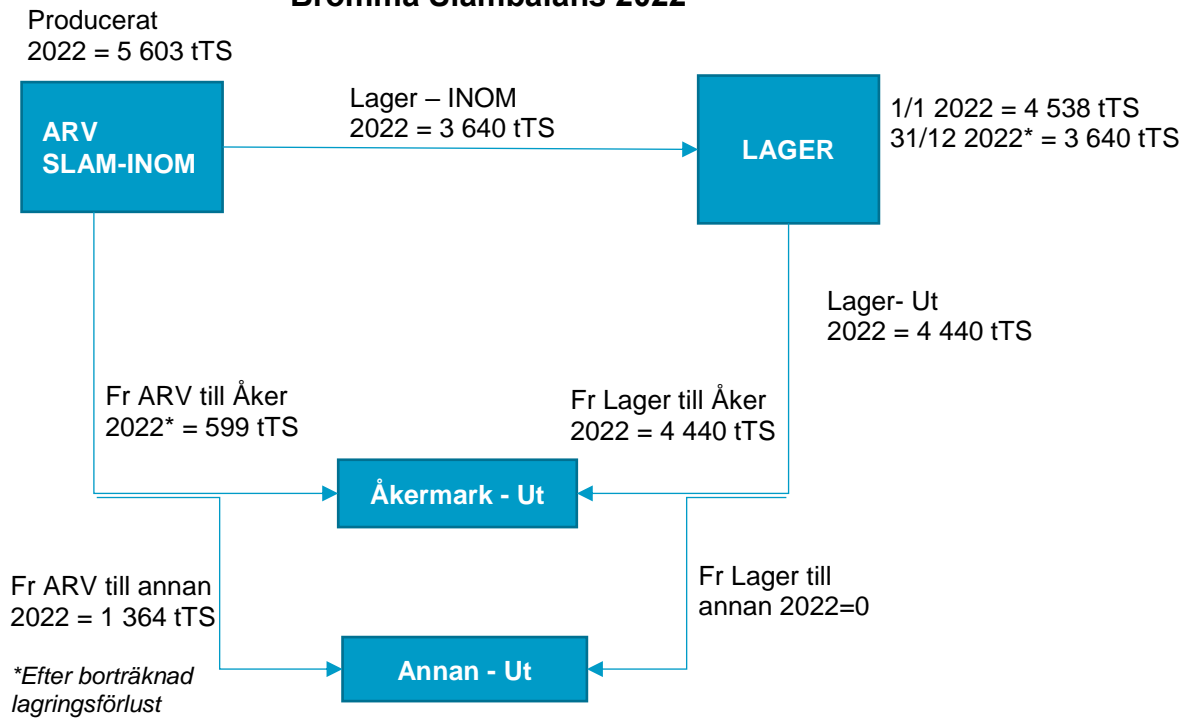 Bromma Slambalans 2022
Producerat
2022 = 5 603 tTS
ARV
SLAM-INOM
Lager – INOM
2022 = 3 640 tTS
LAGER
1/1 2022 = 4 538 tTS
31/12 2022* = 3 640 tTS
Lager- Ut
2022 = 4 440 tTS
Fr ARV till Åker
2022* = 599 tTS
Fr Lager till Åker
2022 = 4 440 tTS
Åkermark - Ut
Fr ARV till annan
2022 = 1 364 tTS
Fr Lager till
annan 2022=0
Annan - Ut
*Efter borträknad
lagringsförlust